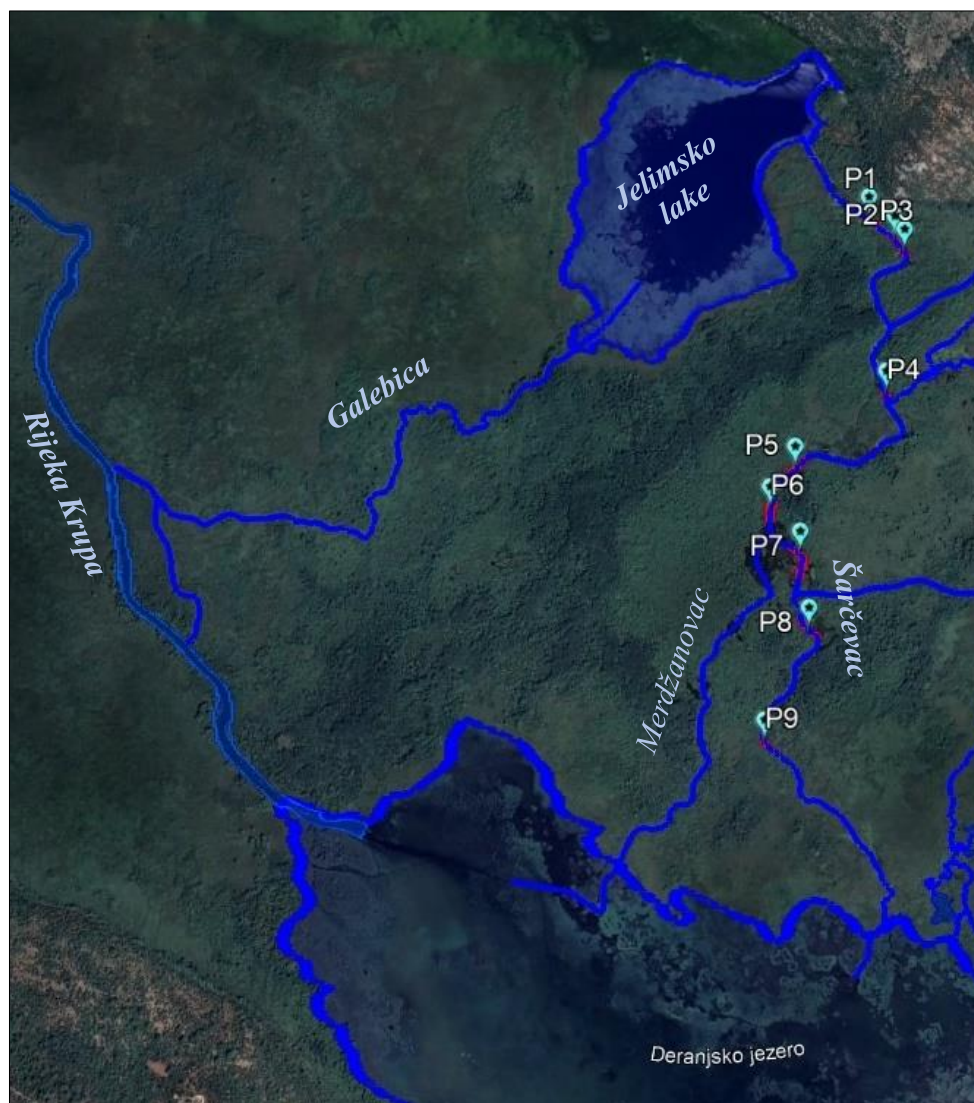 Jelimsko
lake
P1
P2
P3
Galebica
P4
Rijeka Krupa
P5
P6
P7
Šarčevac
P8
Merdžanovac
P9
Deranjsko jezero